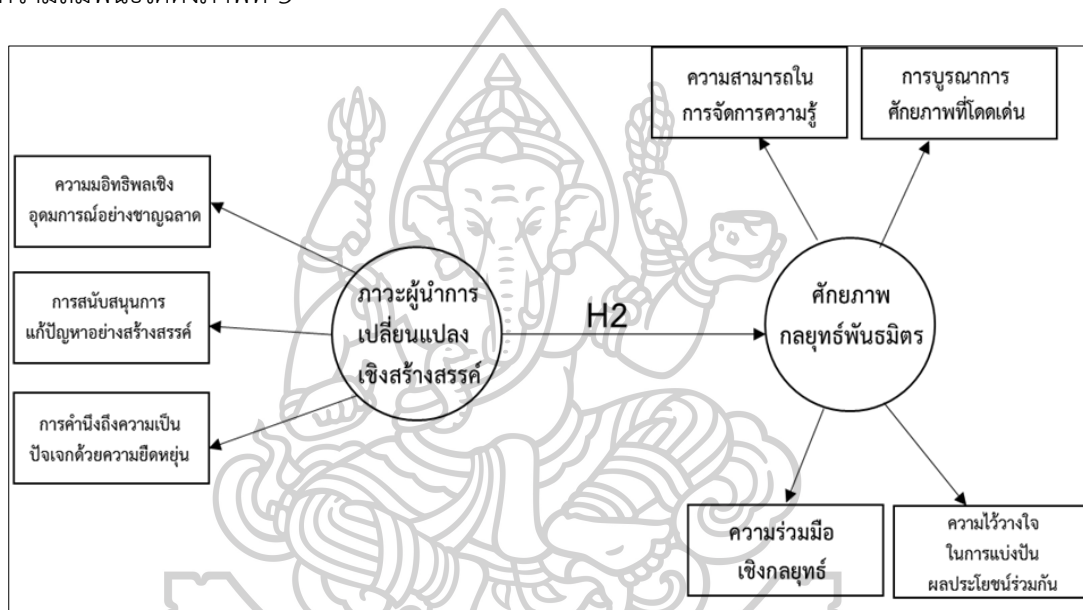 ความสามารถใน
การจัดการความรู้
การบูรณาการ
ศักยภาพที่โดดเด่น
ความมอิทธิพลเชิง
อุดมการณ์อย่างชาญฉลาด
การสนับสนุนการ
แก้ปัญหาอย่างสร้างสรรค์
การคำนึงถึงความเป็น
ปัจเจกด้วยความยืดหยุ่น
ภาวะผู้นำการ
เปลี่ยนแปลง
เชิงสร้างสรรค์
H2
ศักยภาพ
กลยุทธ์พันธมิตร
ความร่วมมือ
เชิงกลยุทธ์
ความไว้วางใจ
ในการแบ่งปัน
ผลประโยชน์ร่วมกัน